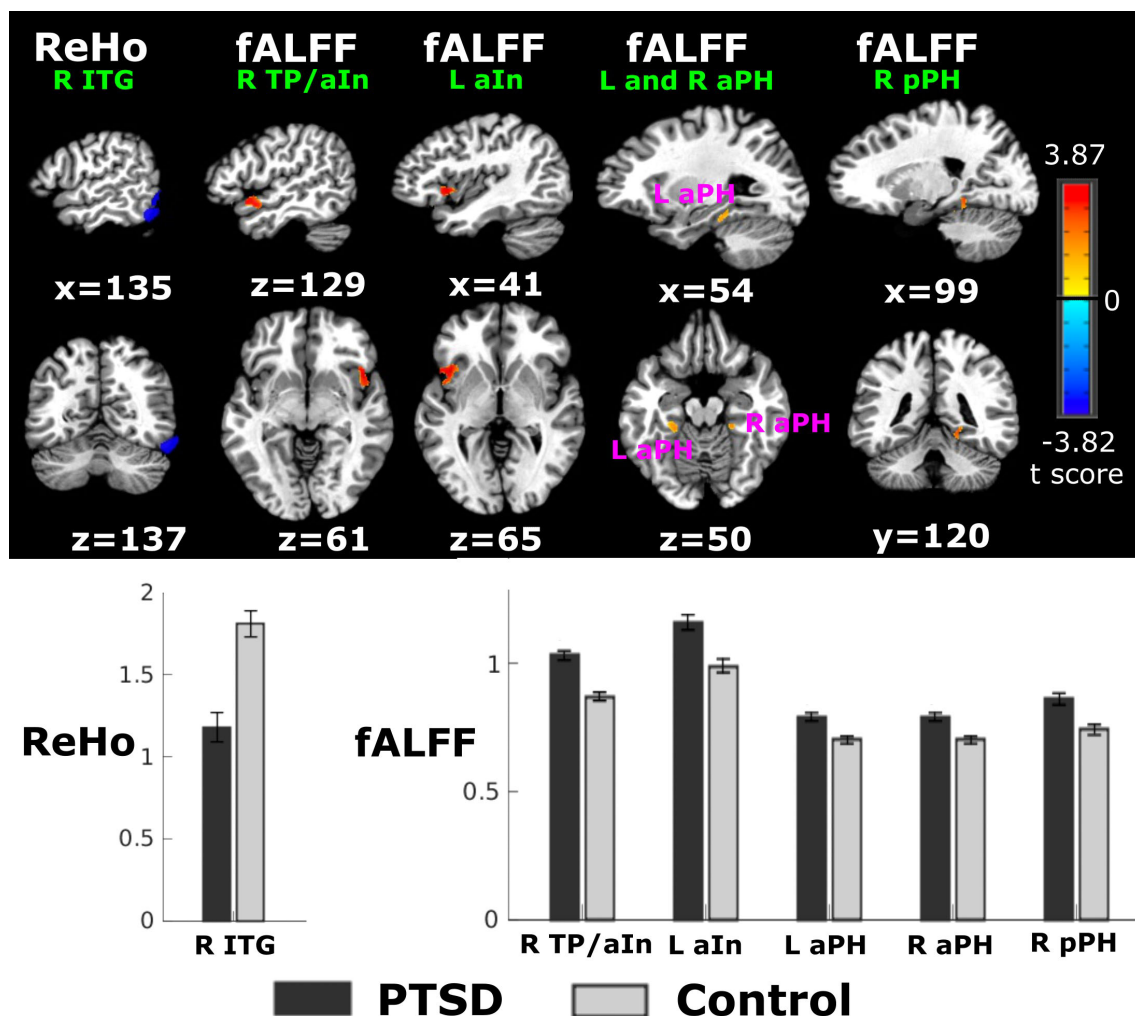 ReHo fALFF fALFF fALFF fALFF
R ITG R TP/aIn L aIn L and R aPH R pPH
3.87
L aPH
0
x=135 z=129 x=41 x=54 x=99
R aPH
L aPH
-3.82
t score
z=137 z=61 z=65 z=50 y=120
ReHo
2
1.5
1
0.5
0
R ITG
fALFF
1
0.5
0
R TP/aIn L aIn L aPH R aPH R pPH
PTSD Control